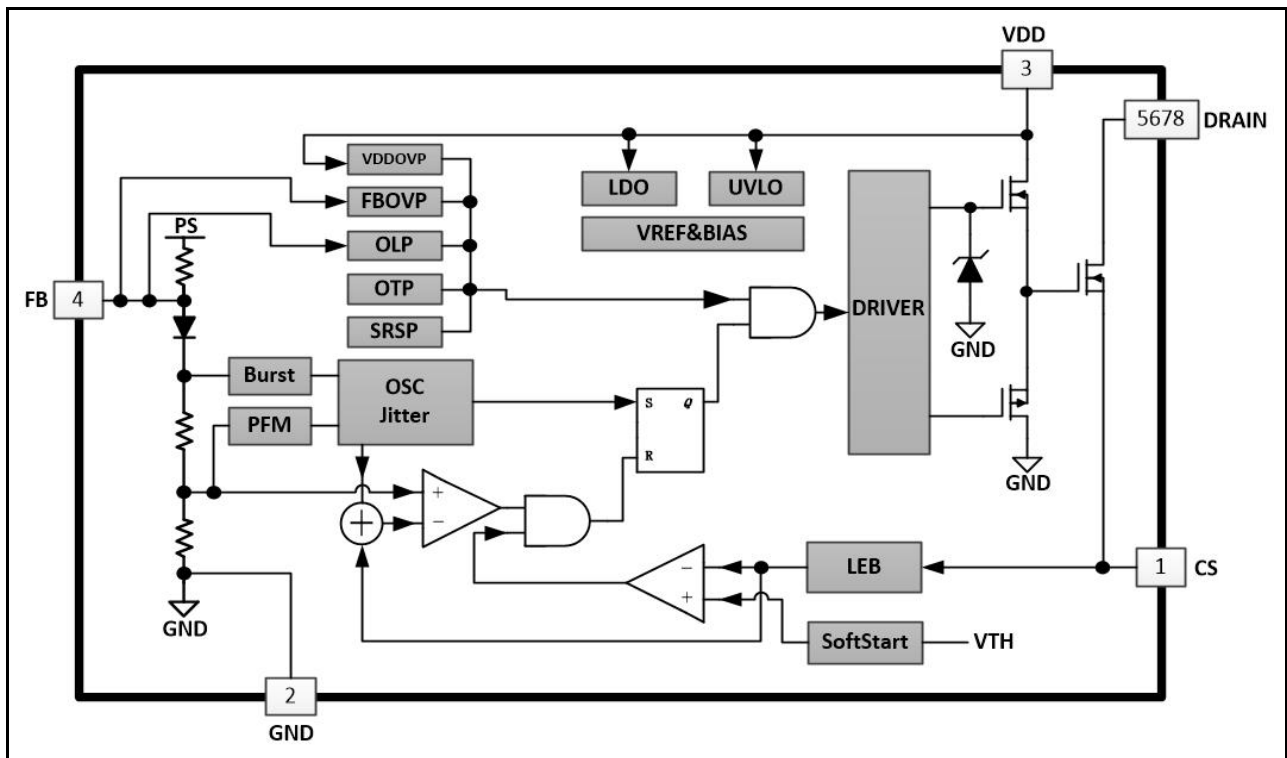 VDD
3
5678 DRAIN
VDDOVP
LDO
UVLO
FBOVP
PS
VREF&BIAS
OLP
FB 4
OTP
DRIVER
SRSP
GND
Burst
OSC
Jitter
S Q
PFM
R
GND
+
+ −
LEB
−
1 CS
+
GND
SoftStart
VTH
2
GND